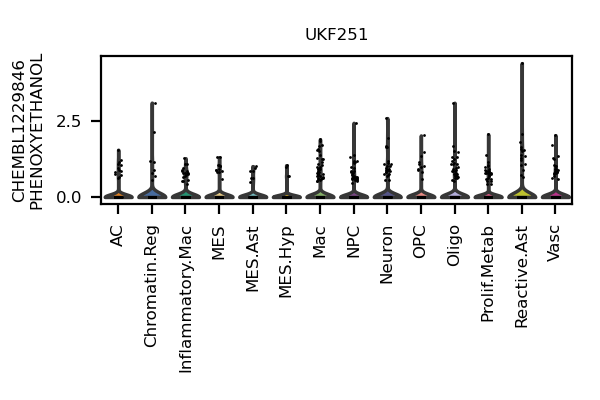 UKF251
CHEMBL1229846
PHENOXYETHANOL
2.5
0.0
AC
Chromatin.Reg
Inflammatory.Mac
MES
MES.Ast
MES.Hyp
Mac
NPC
Neuron
OPC
Oligo
Prolif.Metab
Reactive.Ast
Vasc